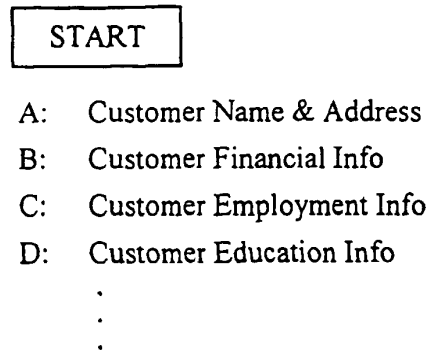 START
A: Customer Name & Address
B: Customer Financial Info
C: Customer Employment Info
D: Customer Education Info
.
.
.